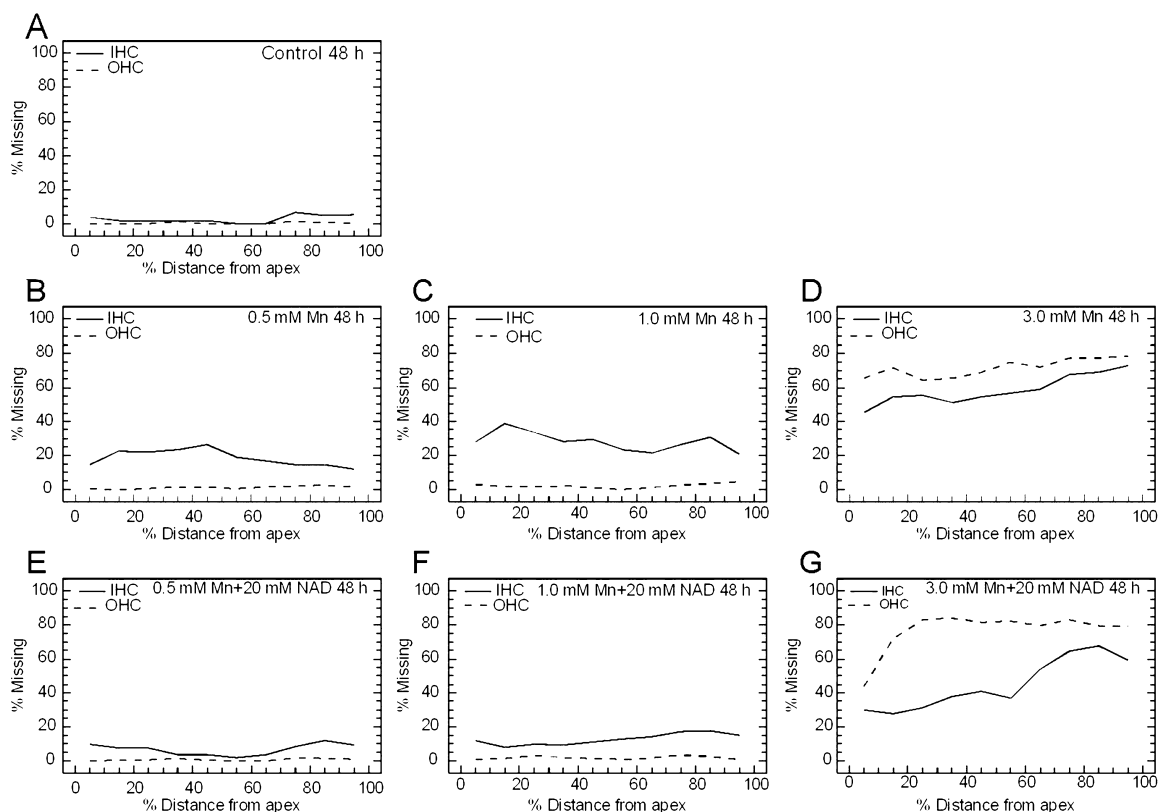 A
IHC
OHC
Control 48 h
100
80
60
40
20
0
% Missing
0 20 40 60 80 100
% Distance from apex
B
IHC
OHC
0.5 mM Mn 48 h
100
80
60
40
20
0
% Missing
0 20 40 60 80 100
% Distance from apex
C
IHC
OHC
1.0 mM Mn 48 h
100
80
60
40
20
0
% Missing
0 20 40 60 80 100
% Distance from apex
D
IHC
OHC
3.0 mM Mn 48 h
100
80
60
40
20
0
% Missing
0 20 40 60 80 100
% Distance from apex
E
IHC
OHC
0.5 mM Mn+20 mM NAD 48 h
100
80
60
40
20
0
% Missing
0 20 40 60 80 100
% Distance from apex
F
IHC
OHC
1.0 mM Mn+20 mM NAD 48 h
100
80
60
40
20
0
% Missing
0 20 40 60 80 100
% Distance from apex
G
IHC
OHC
3.0 mM Mn+20 mM NAD 48 h
100
80
60
40
20
0
% Missing
0 20 40 60 80 100
% Distance from apex